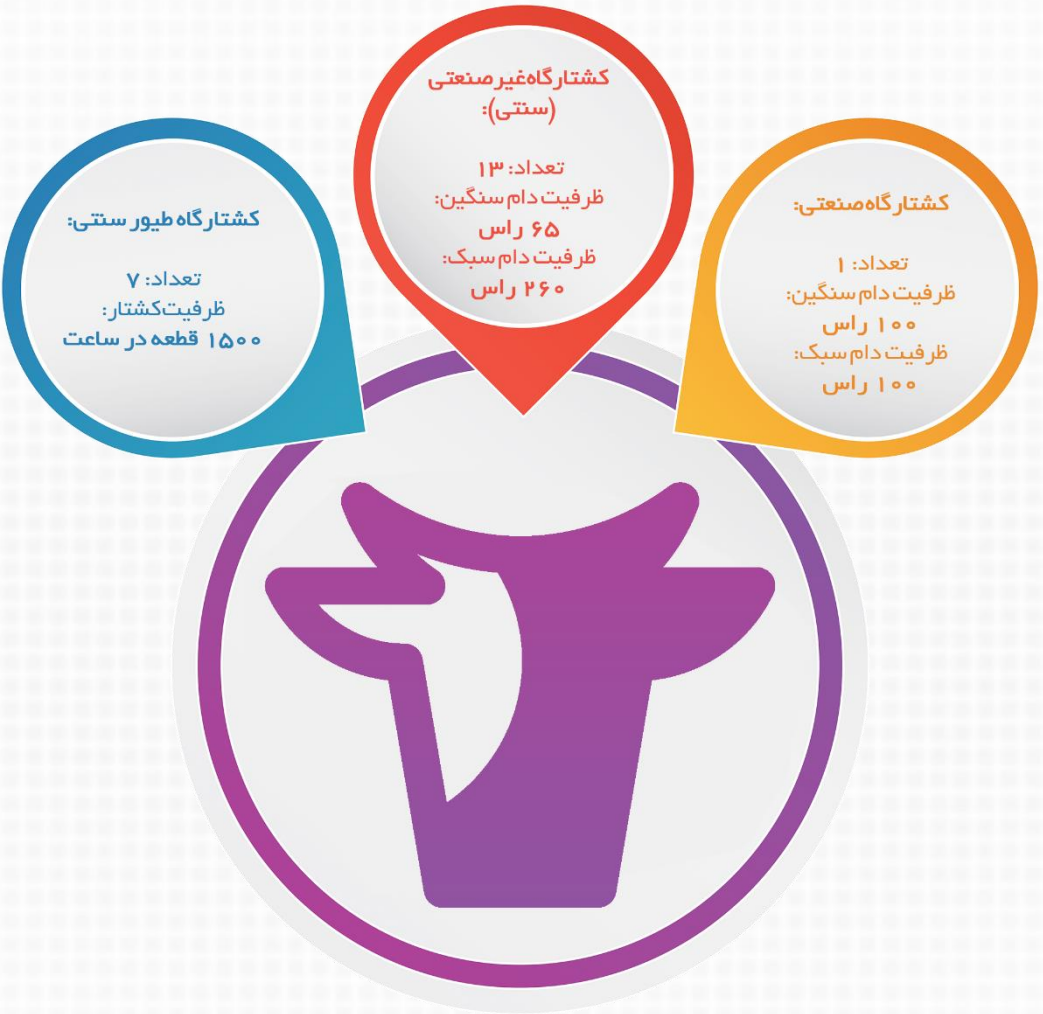 کشتارگاه صنعتی:
تعداد: ۱
ظرفیت دام سنگین:
۱۰۰ راس
ظرفیت دام سبک:
۱۰۰ راس
کشتارگاه غیر صنعتی
(سنتی):
تعداد: ۱۳
ظرفیت دام سنگین:
۶۵ راس
ظرفیت دام سبک:
۲۶۰ راس
کشتارگاه طیور سنتی:
تعداد: ۷
ظرفیت کشتار:
۱۵۰۰ قطعه در ساعت